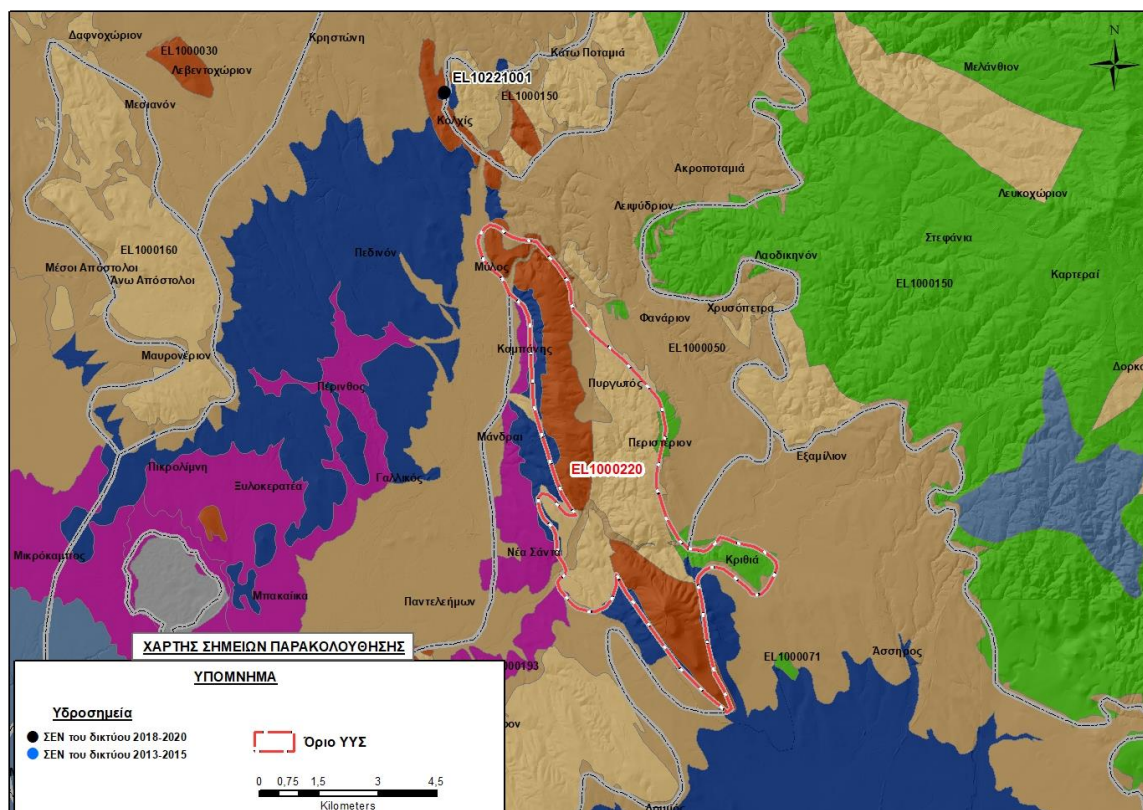 Δαφνοχώριον
EL1000030
Λεβεντοχώριον
Κρηστώνη
Κάτω Ποταμιά
N
Μελάνθιον
EL10221001
EL1000150
Μεσιανόν
Κολχίς
Ακροποταμιά
Λειψύδριον
Λευκοχώριον
Στεφάνια
EL1000160
Πεδινόν
Λαοδικηνόν
Μέσοι Απόστολοι
Άνω Απόστολοι
Μύλος
EL1000150
Καρτεραί
Χρυσόπετρα
Φανάριον
EL1000050
Μαυρονέριον
Καμπάνης
Πέρινθος
Πυργωτός
Δορκ
Μάνδραι
Περιστέριον
Εξαμίλιον
Πικρολίμνη
EL1000220
Ξυλοκερατέα
Γαλλικός
Μικρόκαμπος
Νέα Σάντα
Κριθιά
Μπακαίικα
Παντελεήμων
Άσσηρος
EL1000071
000193
ΧΑΡΤΗΣ ΣΗΜΕΙΩΝ ΠΑΡΑΚΟΛΟΥΘΗΣΗΣ
ΥΠΟΜΝΗΜΑ
Υδροσημεία
ΣΕΝ του δικτύου 2018-2020
ΣΕΝ του δικτύου 2013-2015
Όριο ΥΥΣ
0 0,75 1,5 3 4,5
Kilometers